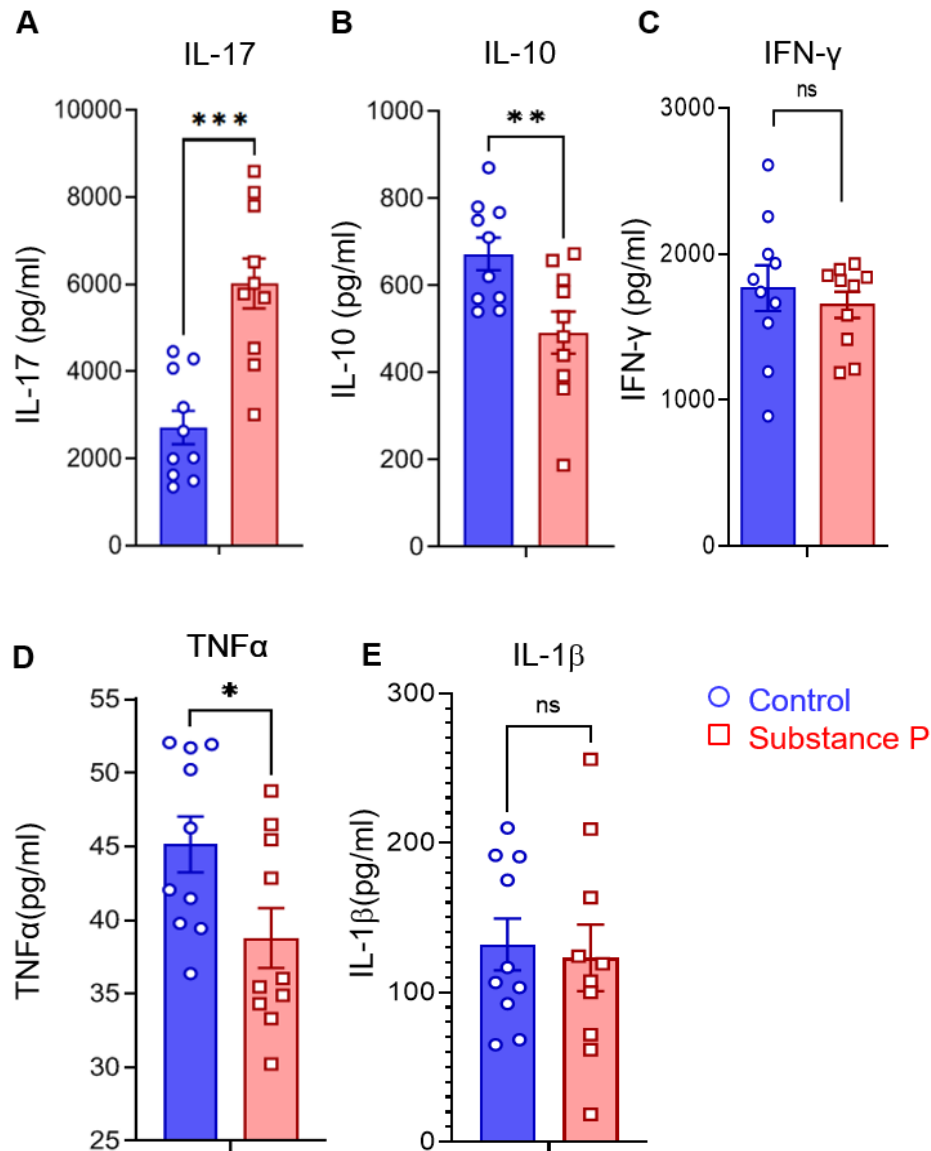 A
IL-17
IL-17 (pg/ml)
10000
8000
6000
4000
2000
0
***
B
IL-10
IL-10 (pg/ml)
1000
800
600
400
200
0
**
C
IFN-γ
IFN-γ (pg/ml)
3000
2000
1000
0
ns
D
TNFα
TNFα(pg/ml)
55
50
45
40
35
30
25
*
E
IL-1β
IL-1β(pg/ml)
300
200
100
0
ns
Control
Substance P